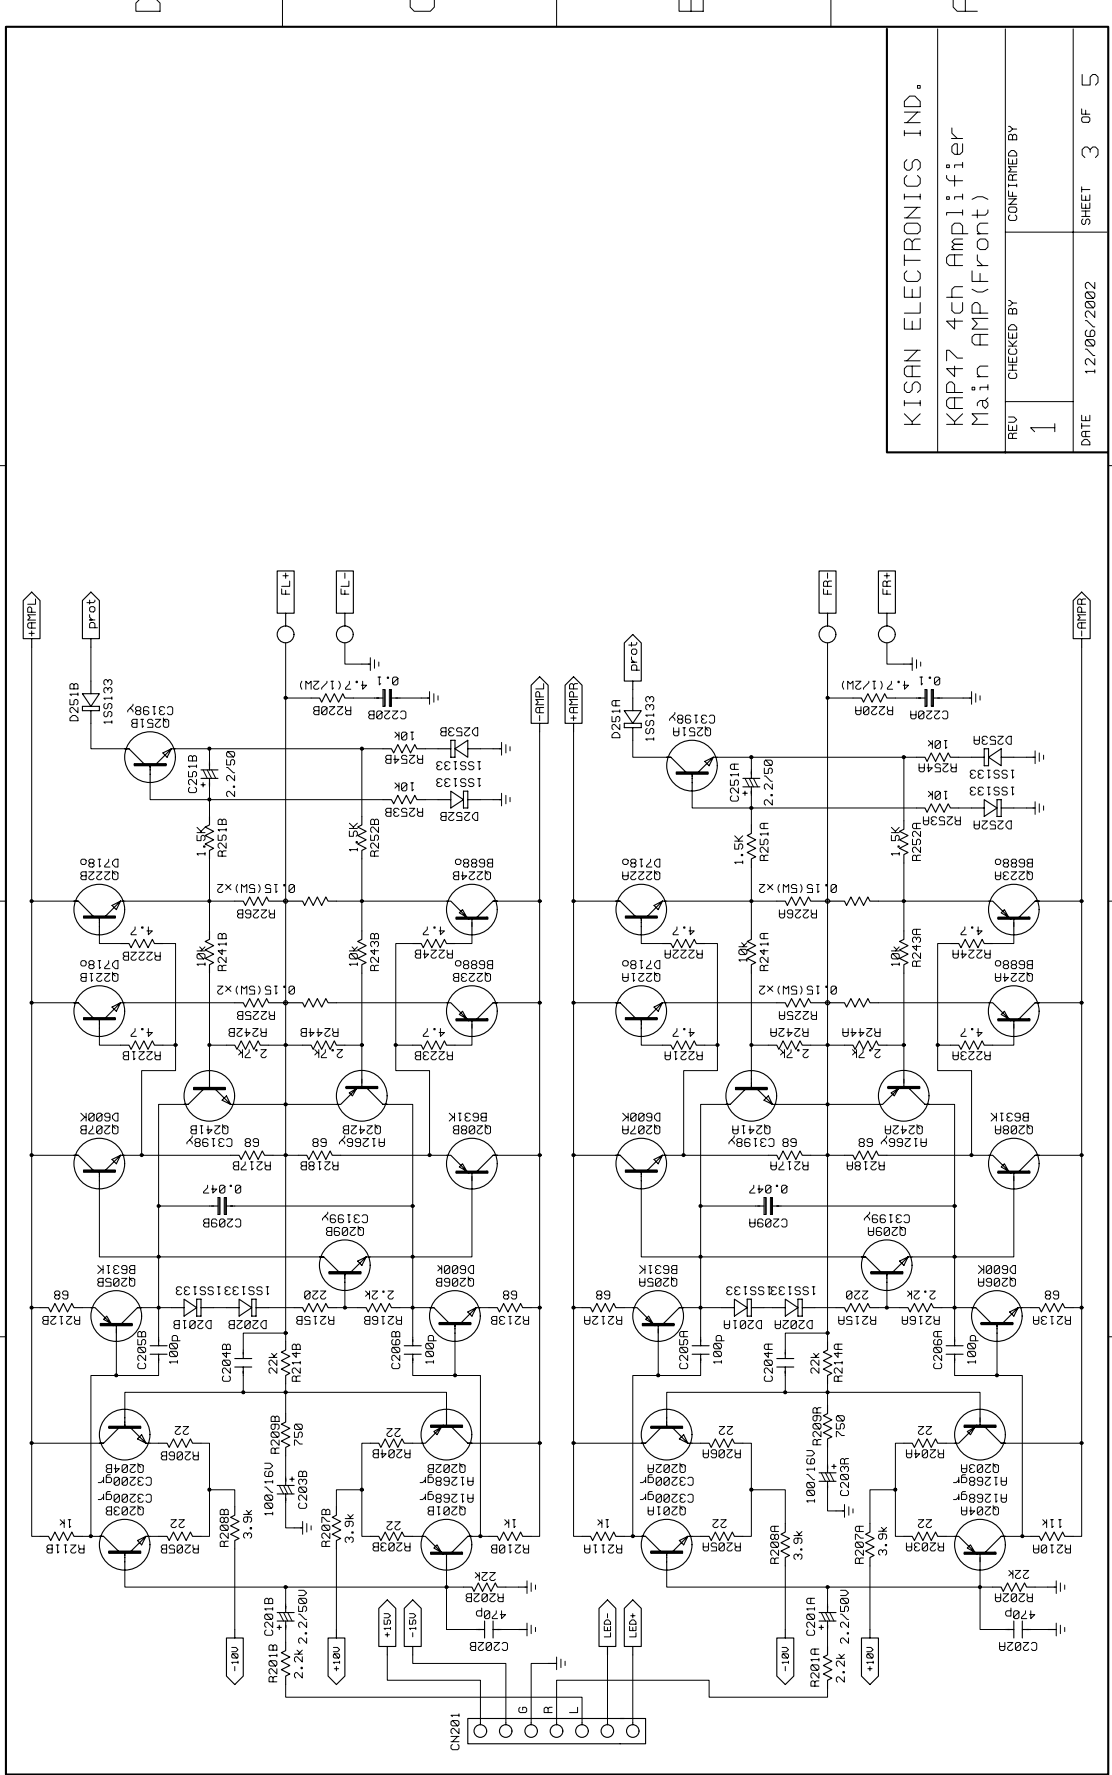 D
C
B
A
KISAN ELECTRONICS IND.
KAP47 4ch Amplifier
Main AMP(Front)
REV
1
CHECKED BY
CONFIRMED BY
DATE
12/06/2002
SHEET 3 OF 5
+AMPL
prot
D251B
1SS133
Q251B
C3198y
C251B
2.2/50
R251B
1.5K
R252B
1.5K
R253B
10k
D252B
1SS133
R254B
10k
D253B
1SS133
FL+
FL-
R220B
4.7(1/2W)
C220B
0.1
-AMPL
Q222B
D718o
R222B
4.7
Q221B
D718o
R221B
4.7
R226B
0.15(5W)x2
R225B
0.15(5W)x2
R241B
10k
R243B
10k
R242B
2.7k
R244B
2.7k
Q224B
B688o
R224B
4.7
Q223B
B688o
R223B
4.7
Q241B
C3198y
Q242B
A1266y
Q207B
D600K
Q208B
B631K
R217B
68
R218B
68
C209B
0.047
Q209B
C3199y
Q205B
B631K
Q206B
D600K
R212B
68
R213B
68
D201B
1SS133
D202B
1SS133
R215B
220
R216B
2.2k
C205B
100p
C206B
100p
C204B
R214B
22k
R209B
750
C203B
100/16V
Q204B
C3200gr
Q203B
C3200gr
R206B
22
R205B
22
R211B
1k
R208B
3.9k
-10V
Q202B
A1268gr
Q201B
A1268gr
R204B
22
R203B
22
R210B
1k
R207B
3.9k
+10V
R201B
2.2k
C201B
2.2/50V
R202B
22k
C202B
470p
+15V
-15V
CN201
G
R
L
LED-
LED+
+AMPR
prot
D251A
1SS133
Q251A
C3198y
C251A
2.2/50
R251A
1.5K
R252A
1.5K
R253A
10k
D252A
1SS133
R254A
10k
D253A
1SS133
FR-
FR+
R220A
4.7(1/2W)
C220A
0.1
-AMPR
Q222A
D718o
R222A
4.7
Q221A
D718o
R221A
4.7
R226A
0.15(5W)x2
R225A
0.15(5W)x2
R241A
10k
R243A
10k
R242A
2.7k
R244A
2.7k
Q223A
B688o
R224A
4.7
Q224A
B688o
R223A
4.7
Q241A
C3198y
Q242A
A1266y
Q207A
D600K
Q208A
B631K
R217A
68
R218A
68
C209A
0.047
Q209A
C3199y
Q205A
B631K
Q206A
D600K
R212A
68
R213A
68
D201A
1SS133
D202A
1SS133
R215A
220
R216A
2.2k
C205A
100p
C206A
100p
C204A
R214A
22k
R209R
750
C203R
100/16V
Q202A
C3200gr
Q201A
C3200gr
R206A
22
R205A
22
R211A
1k
R208A
3.9k
-10V
Q203A
A1268gr
Q204A
A1268gr
R204A
22
R203A
22
R210A
11k
R207A
3.9k
+10V
R201A
2.2k
C201A
2.2/50V
R202A
22k
C202A
470p